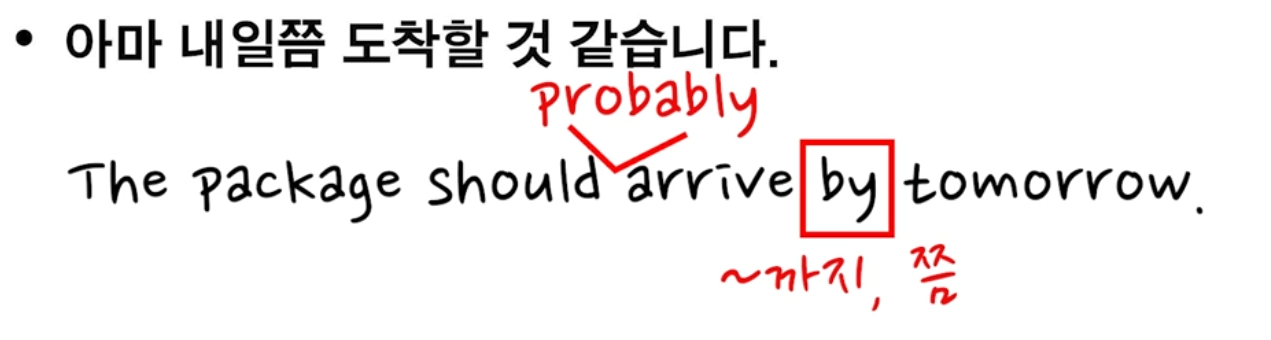 • 아마 내일쯤 도착할 것 같습니다.
probably
The package should arrive by tomorrow.
~까지, 쯤